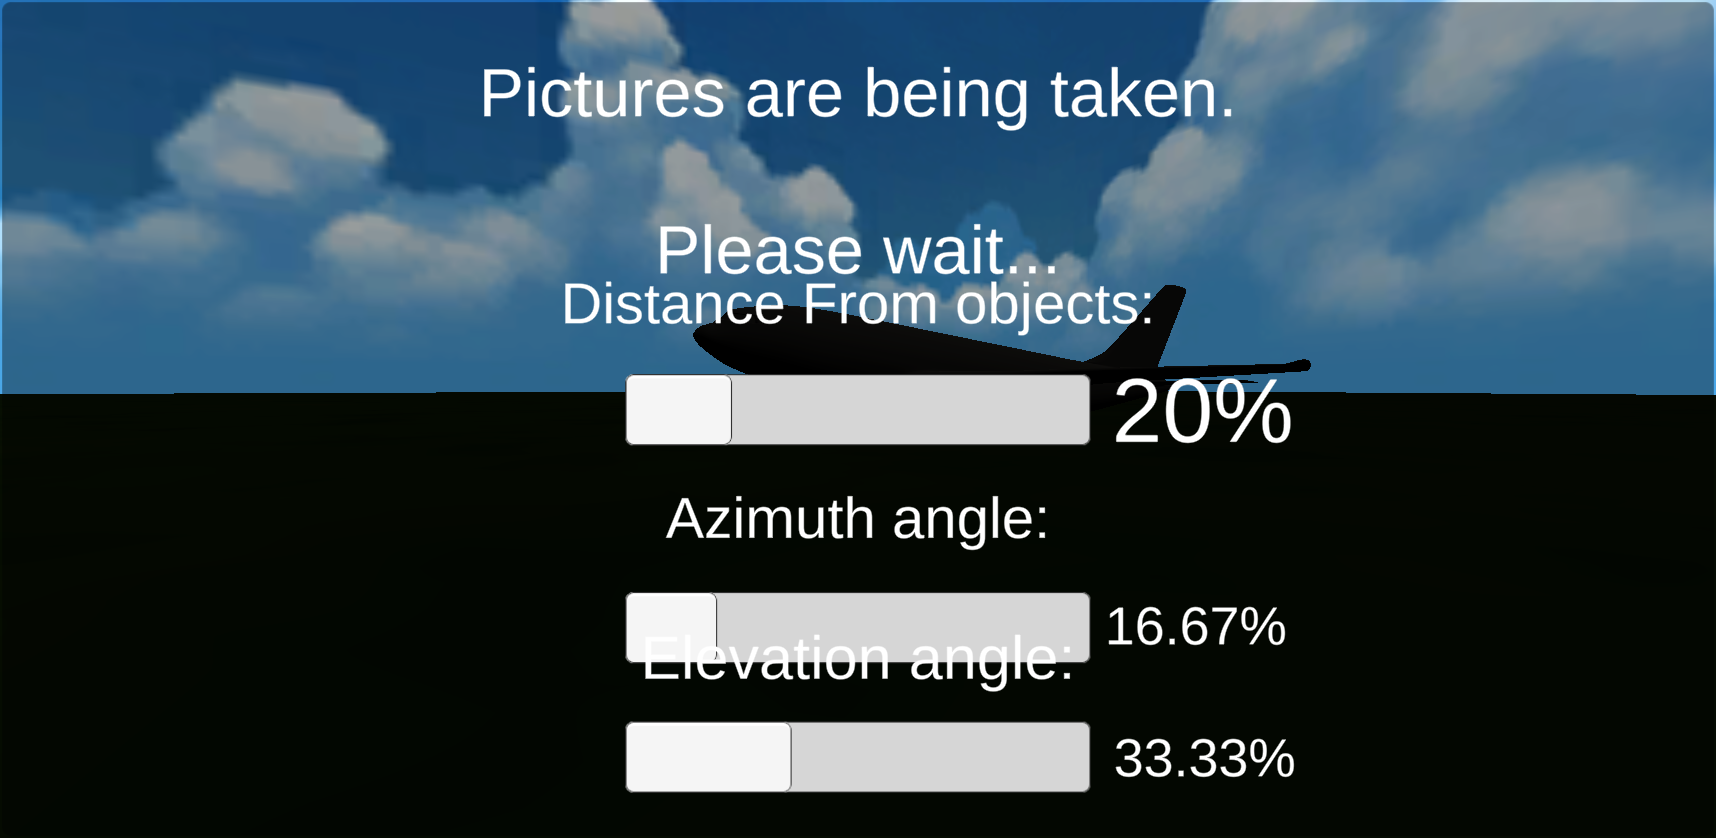 Pictures are being taken.
Please wait...
Distance From objects:
20%
Azimuth angle:
16.67%
Elevation angle:
33.33%